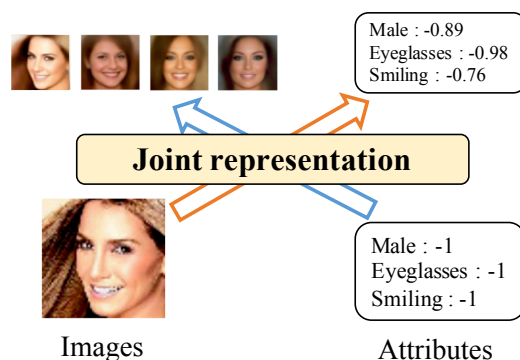 Male : -0.89
Eyeglasses : -0.98
Smiling : -0.76
Joint representation
Male : -1
Eyeglasses : -1
Smiling : -1
Images
Attributes